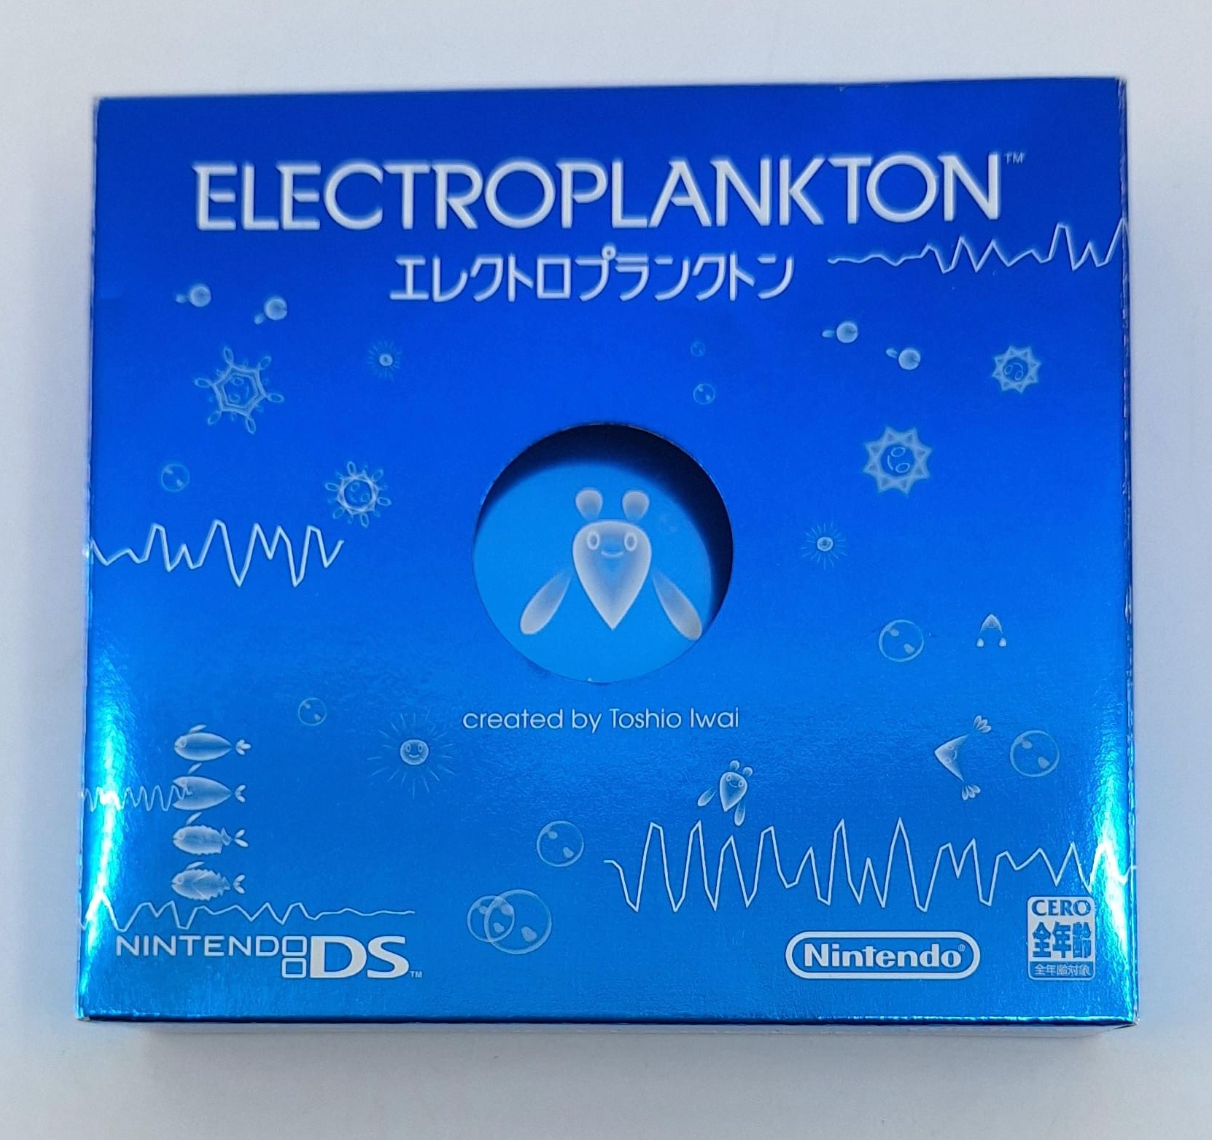 ELECTROPLANKTON™
エレクトロプランクトン
created by Toshio Iwai
NINTENDO DS™
Nintendo®
CERO
全年齢
全年齢対象